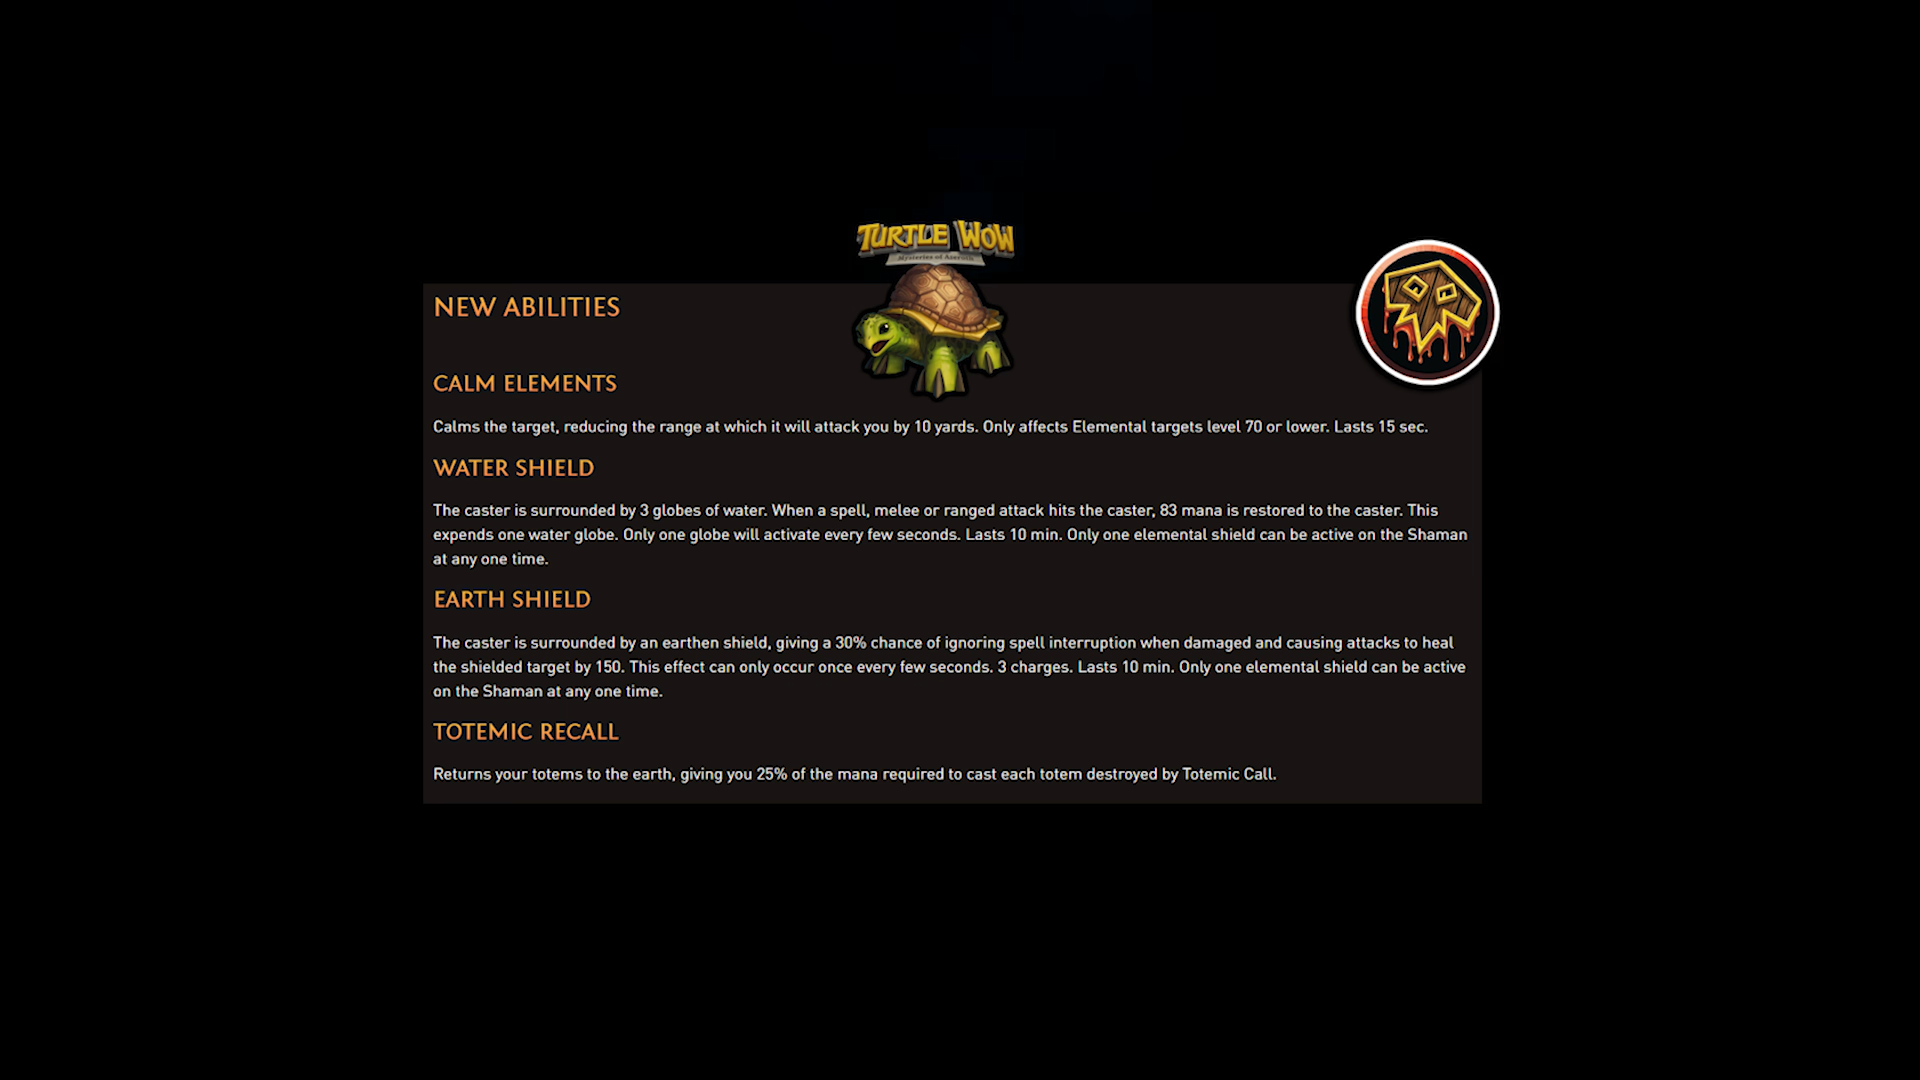 TURTLE WOW
Mysteries of Azeroth
NEW ABILITIES
CALM ELEMENTS
Calms the target, reducing the range at which it will attack you by 10 yards. Only affects Elemental targets level 70 or lower. Lasts 15 sec.
WATER SHIELD
The caster is surrounded by 3 globes of water. When a spell, melee or ranged attack hits the caster, 83 mana is restored to the caster. This
expends one water globe. Only one globe will activate every few seconds. Lasts 10 min. Only one elemental shield can be active on the Shaman
at any one time.
EARTH SHIELD
The caster is surrounded by an earthen shield, giving a 30% chance of ignoring spell interruption when damaged and causing attacks to heal
the shielded target by 150. This effect can only occur once every few seconds. 3 charges. Lasts 10 min. Only one elemental shield can be active
on the Shaman at any one time.
TOTEMIC RECALL
Returns your totems to the earth, giving you 25% of the mana required to cast each totem destroyed by Totemic Call.